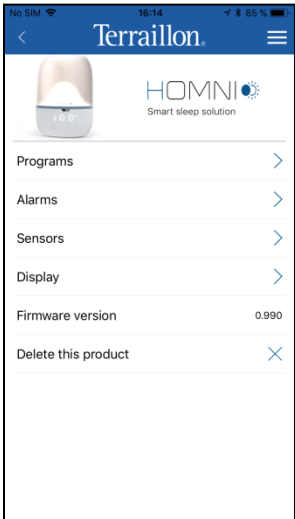 No SIM 16:14 85 %
Terraillon.
HOMNI
Smart sleep solution
Programs
Alarms
Sensors
Display
Firmware version 0.990
Delete this product